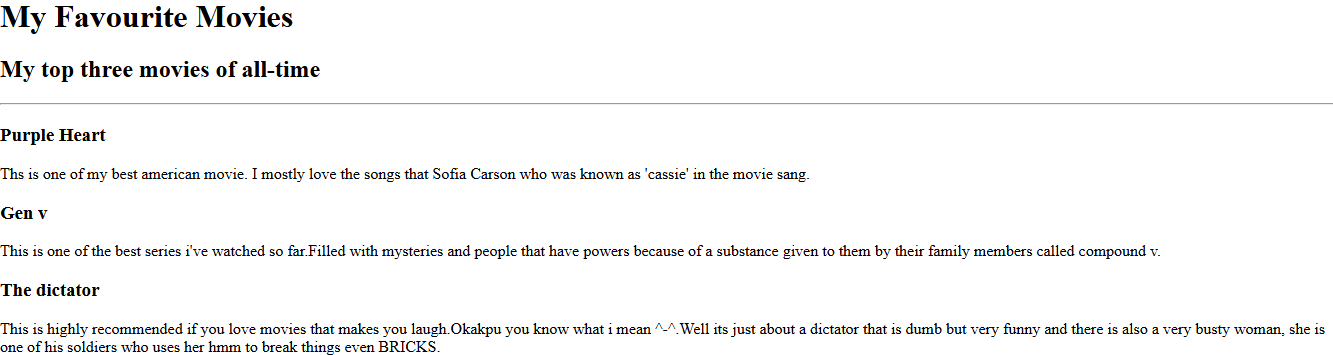 My Favourite Movies
My top three movies of all-time
Purple Heart
Ths is one of my best american movie. I mostly love the songs that Sofia Carson who was known as 'cassie' in the movie sang.
Gen v
This is one of the best series i've watched so far.Filled with mysteries and people that have powers because of a substance given to them by their family members called compound v.
The dictator
This is highly recommended if you love movies that makes you laugh.Okakpu you know what i mean ^-^.Well its just about a dictator that is dumb but very funny and there is also a very busty woman, she is
one of his soldiers who uses her hmm to break things even BRICKS.